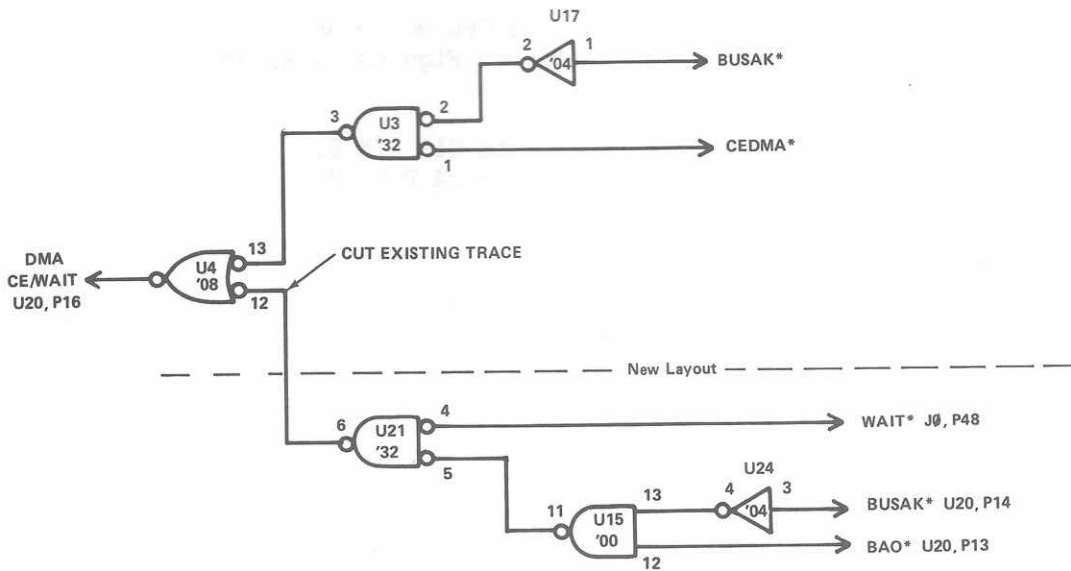 U17
2
1
'04
BUSAK*
3
U3
'32
2
1
CEDMA*
DMA
CE/WAIT
U20, P16
U4
'08
13
12
CUT EXISTING TRACE
New Layout
6
U21
'32
4
5
WAIT* JØ, P48
U24
4
3
'04
BUSAK* U20, P14
11
U15
'00
13
12
BAO* U20, P13